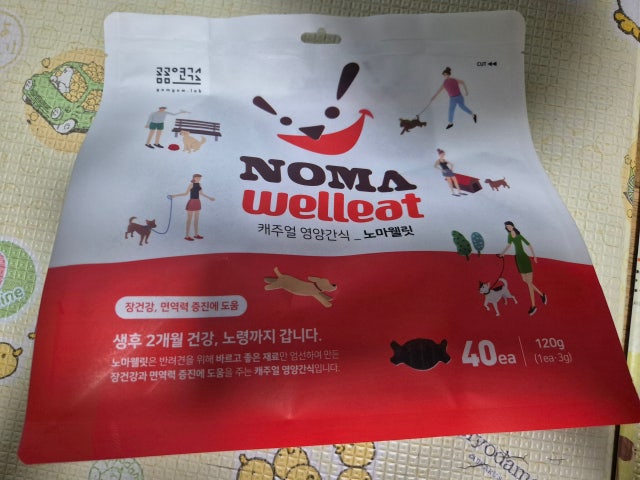 곰곰연구소
gomgom lab
CUT ◀◀
NOMA
welleat
캐주얼 영양간식 _ 노마웰릿
장건강, 면역력 증진에 도움
생후 2개월 건강, 노령까지 갑니다.
노마웰릿은 반려견을 위해 바르고 좋은 재료만 엄선하여 만든
장건강과 면역력 증진에 도움을 주는 캐주얼 영양간식입니다.
40ea
120g
(1ea·3g)